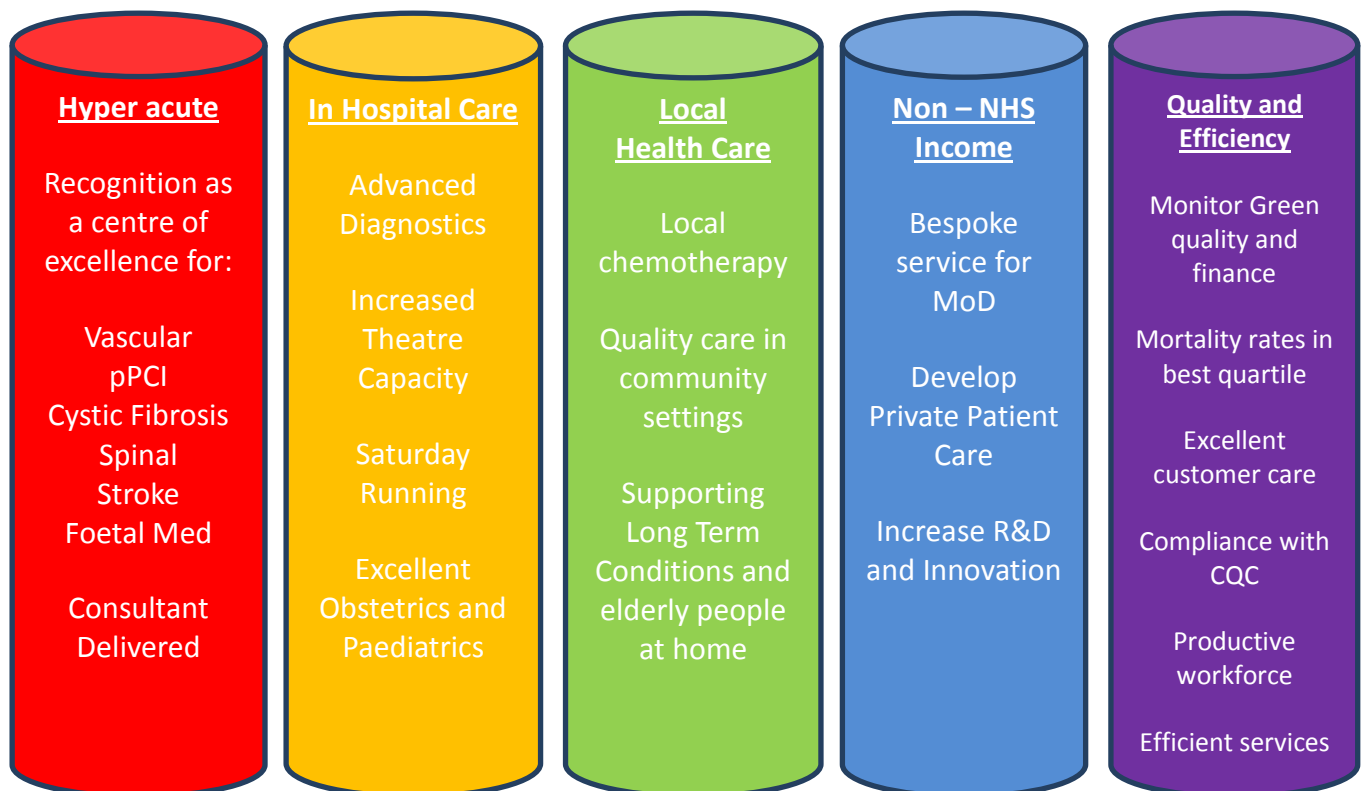 Hyper acute
Recognition as
a centre of
excellence for:
Vascular
pPCI
Cystic Fibrosis
Spinal
Stroke
Foetal Med
Consultant
Delivered
In Hospital Care
Advanced
Diagnostics
Increased
Theatre
Capacity
Saturday
Running
Excellent
Obstetrics and
Paediatrics
Local
Health Care
Local
chemotherapy
Quality care in
community
settings
Supporting
Long Term
Conditions and
elderly people
at home
Non – NHS
Income
Bespoke
service for
MoD
Develop
Private Patient
Care
Increase R&D
and Innovation
Quality and
Efficiency
Monitor Green
quality and
finance
Mortality rates in
best quartile
Excellent
customer care
Compliance with
CQC
Productive
workforce
Efficient services